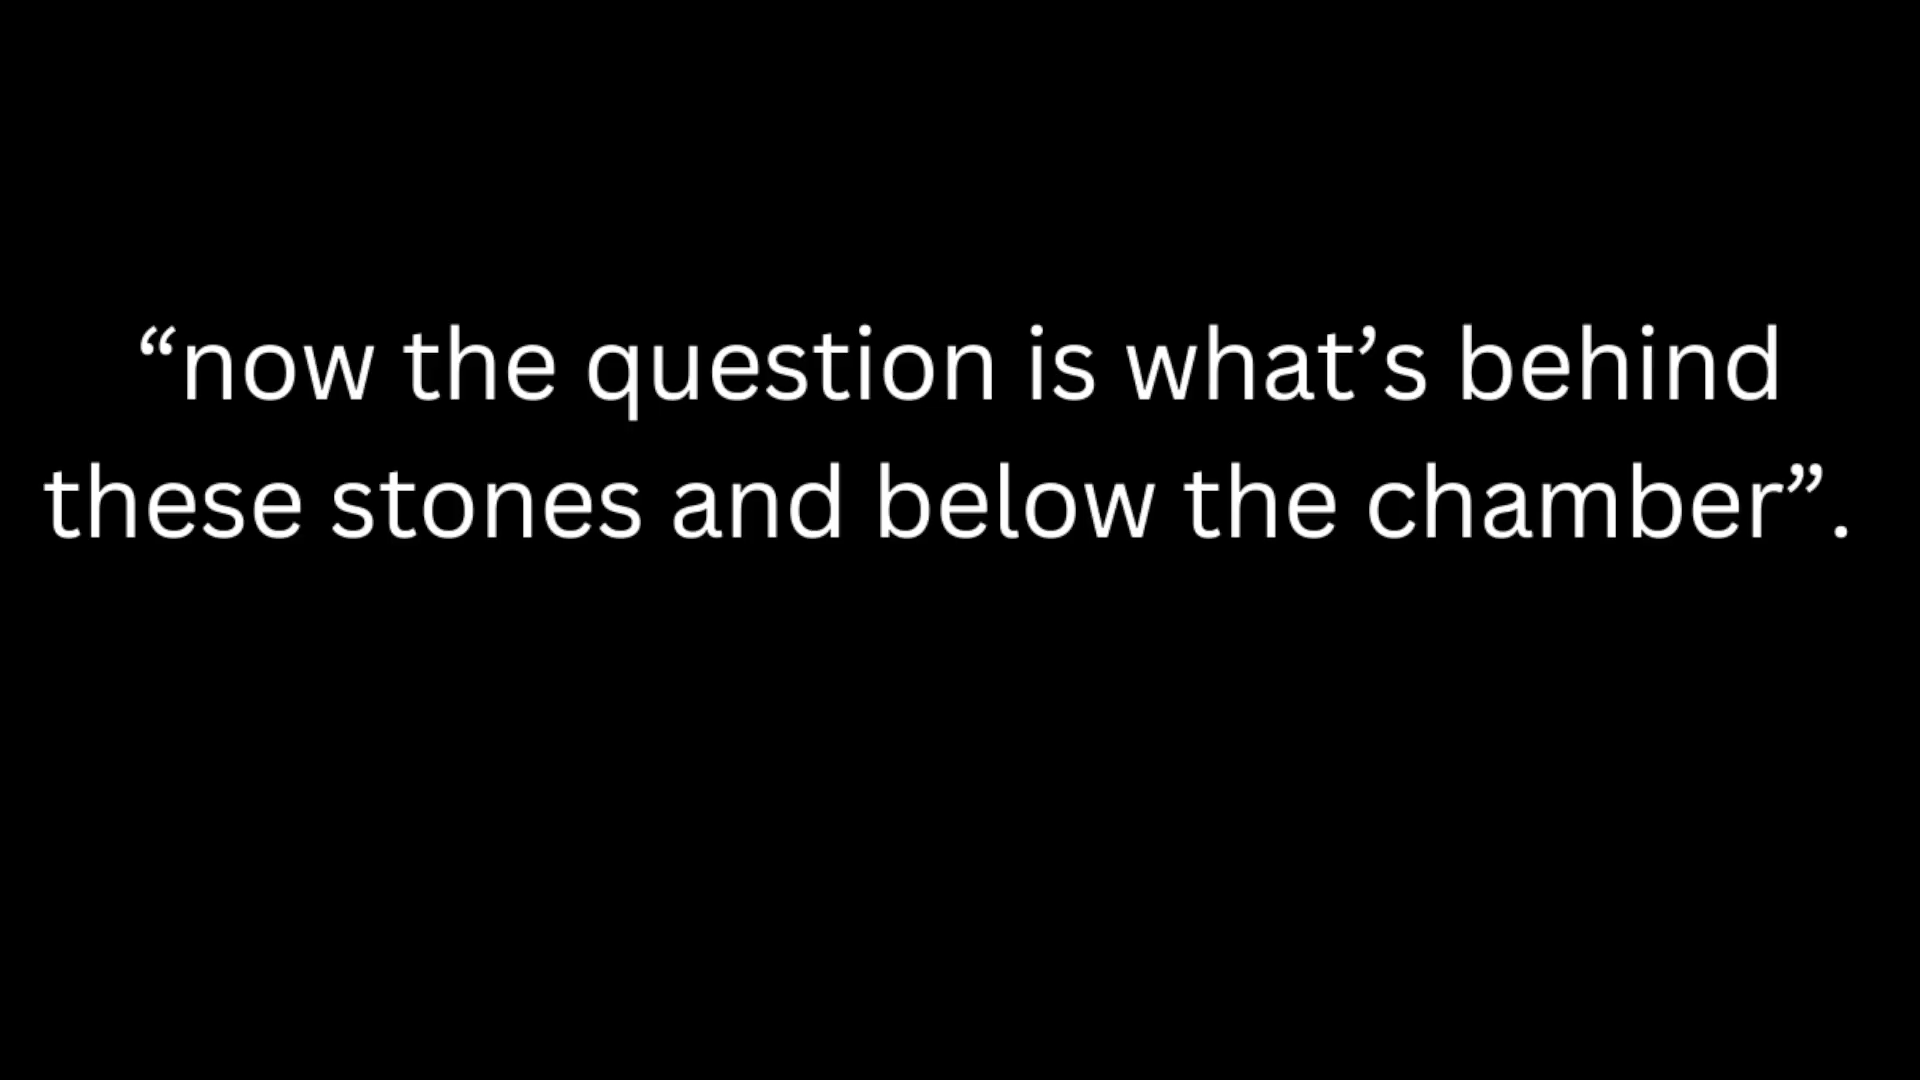 “now the question is what’s behind
these stones and below the chamber”.